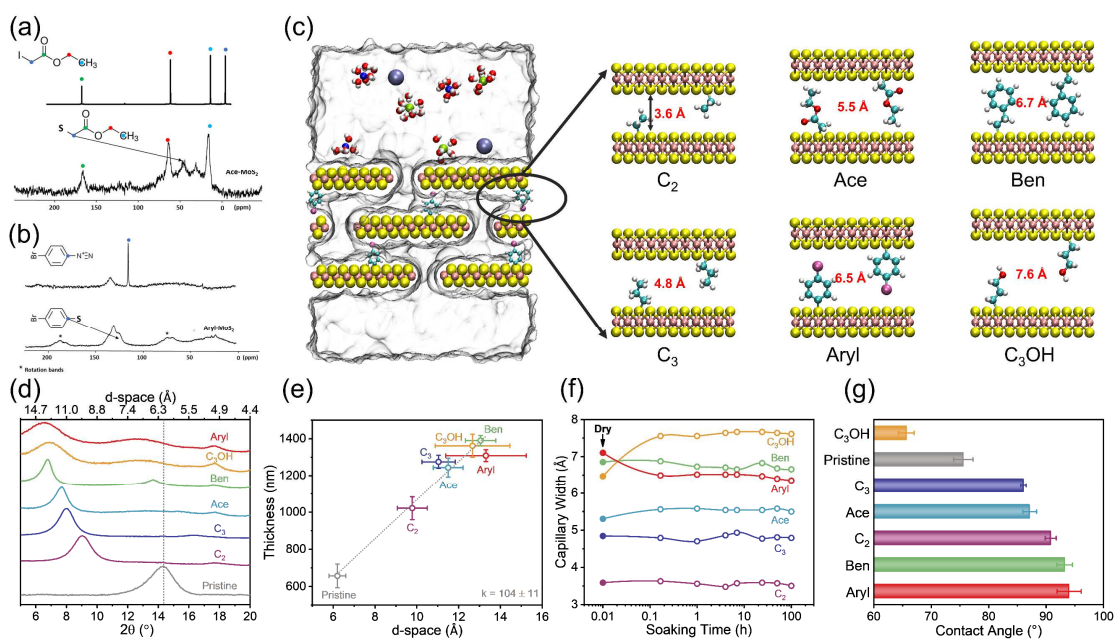 (a)
I
O
O
CH₃
S
O
O
CH₃
Ace-MoS₂
200
150
100
50
0
(ppm)
(b)
Br
N⁺≡N
Br
S
Aryl-MoS₂
*
*
200
150
100
50
0
(ppm)
* Rotation bands
(c)
3.6 Å
C₂
5.5 Å
Ace
6.7 Å
Ben
4.8 Å
C₃
6.5 Å
Aryl
7.6 Å
C₃OH
(d)
d-space (Å)
14.7 11.0 8.8 7.4 6.3 5.5 4.9 4.4
Aryl
C₃OH
Ben
Ace
C₃
C₂
Pristine
6 8 10 12 14 16 18 20
2θ (°)
(e)
Thickness (nm)
1400
1200
1000
800
600
C₃OH
Ben
C₃
Aryl
Ace
C₂
Pristine
k = 104 ± 11
6 8 10 12 14 16
d-space (Å)
(f)
Capillary Width (Å)
8
7
6
5
4
3
Dry
C₃OH
Ben
Aryl
Ace
C₃
C₂
0.01 0.1 1 10 100
Soaking Time (h)
(g)
C₃OH
Pristine
C₃
Ace
C₂
Ben
Aryl
60 70 80 90 100
Contact Angle (°)